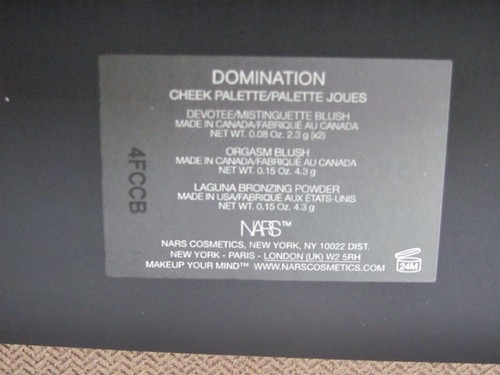 DOMINATION
CHEEK PALETTE/PALETTE JOUES
DEVOTEE/MISTINGUETTE BLUSH
MADE IN CANADA/FABRIQUÉ AU CANADA
NET WT. 0.08 Oz. 2.3 g (x2)
ORGASM BLUSH
MADE IN CANADA/FABRIQUÉ AU CANADA
NET WT. 0.15 Oz. 4.3 g
LAGUNA BRONZING POWDER
MADE IN USA/FABRIQUÉ AUX ÉTATS-UNIS
NET WT. 0.15 Oz. 4.3 g
4FCCB
NARS™
NARS COSMETICS, NEW YORK, NY 10022 DIST.
NEW YORK - PARIS - LONDON (UK) W2 5RH
MAKEUP YOUR MIND™ WWW.NARSCOSMETICS.COM
24M